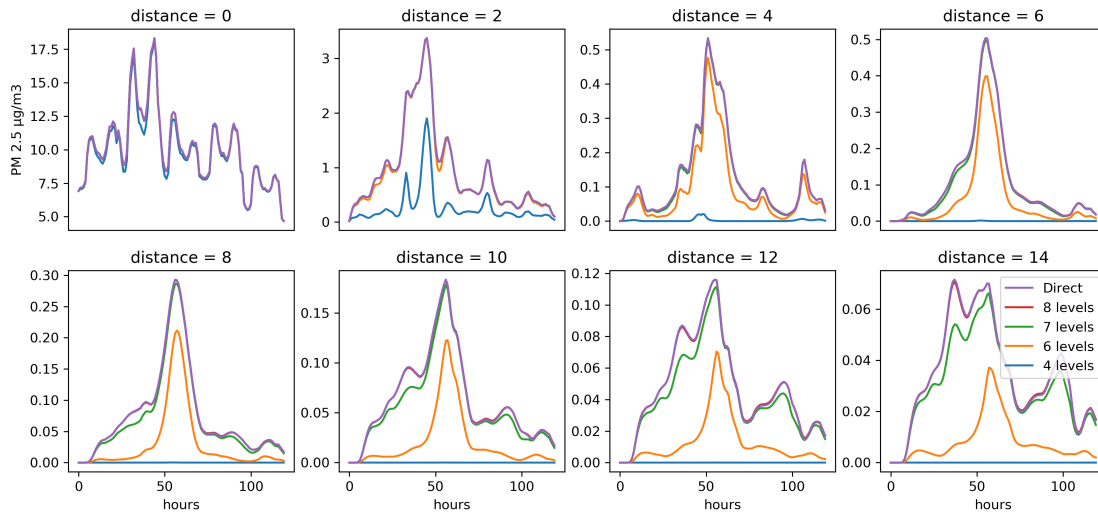 distance = 0
distance = 2
distance = 4
distance = 6
PM 2.5 μg/m3
17.5
15.0
12.5
10.0
7.5
5.0
3
2
1
0
0.5
0.4
0.3
0.2
0.1
0.0
0.5
0.4
0.3
0.2
0.1
0.0
distance = 8
distance = 10
distance = 12
distance = 14
0.30
0.25
0.20
0.15
0.10
0.05
0.00
0 50 100
hours
0.15
0.10
0.05
0.00
0 50 100
hours
0.12
0.10
0.08
0.06
0.04
0.02
0.00
0 50 100
hours
0.06
0.04
0.02
0.00
0 50 100
hours
Direct
8 levels
7 levels
6 levels
4 levels